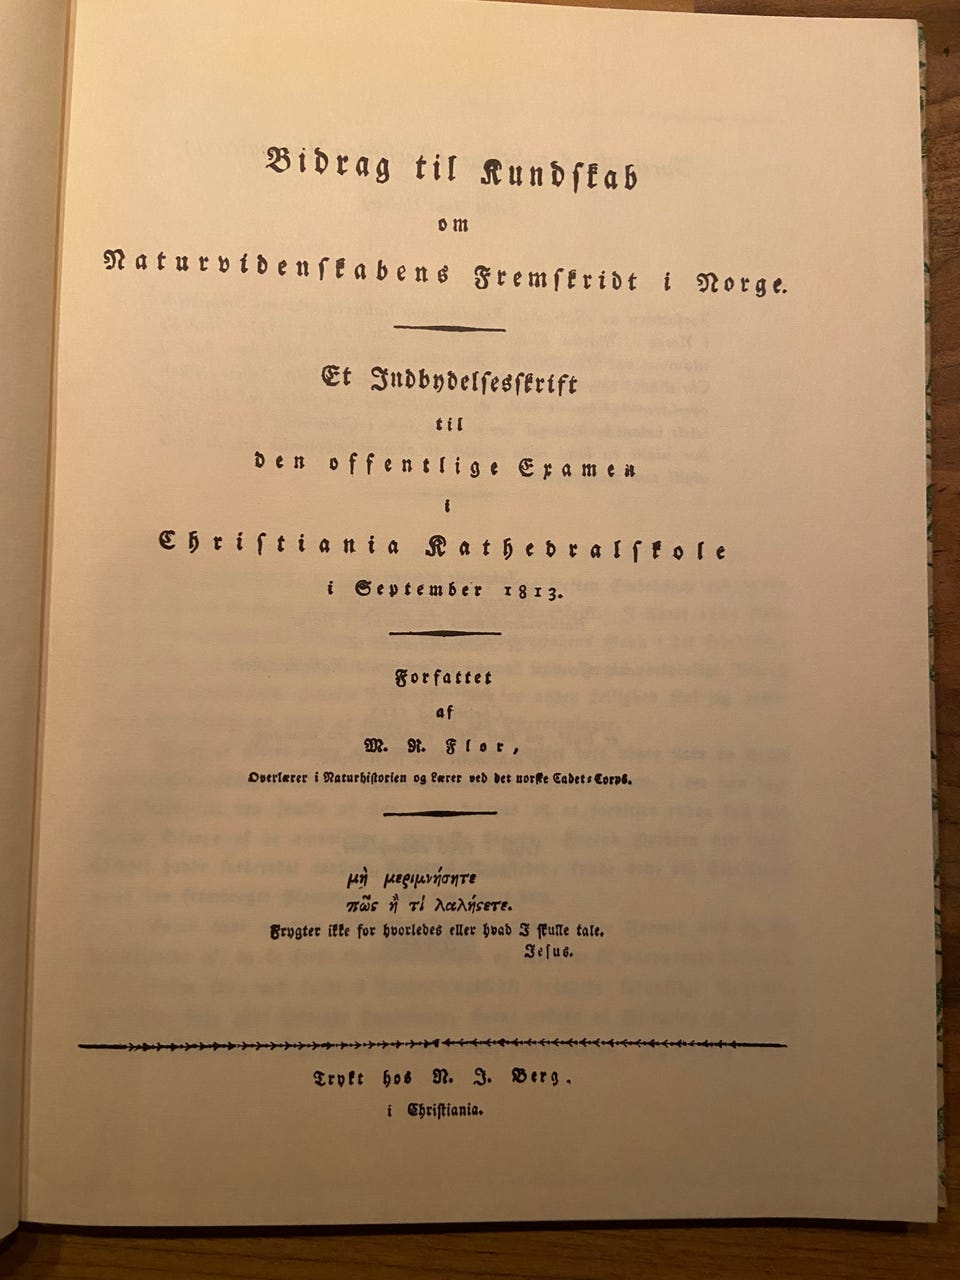 Bidrag til Kundskab
om
Naturvidenskabens Fremskridt i Norge.
Et Indbydelsesskrift
til
den offentlige Examen
i
Christiania Kathedralskole
i September 1813.
Forfattet
af
M. R. Flor,
Overlærer i Naturhistorien og Lærer ved det norske Cadet-Corps.
μὴ μεριμνήσητε
πῶς ἢ τί λαλήσετε.
Frygter ikke for hvorledes eller hvad I skulle tale.
Jesus.
Trykt hos N. J. Berg.
i Christiania.